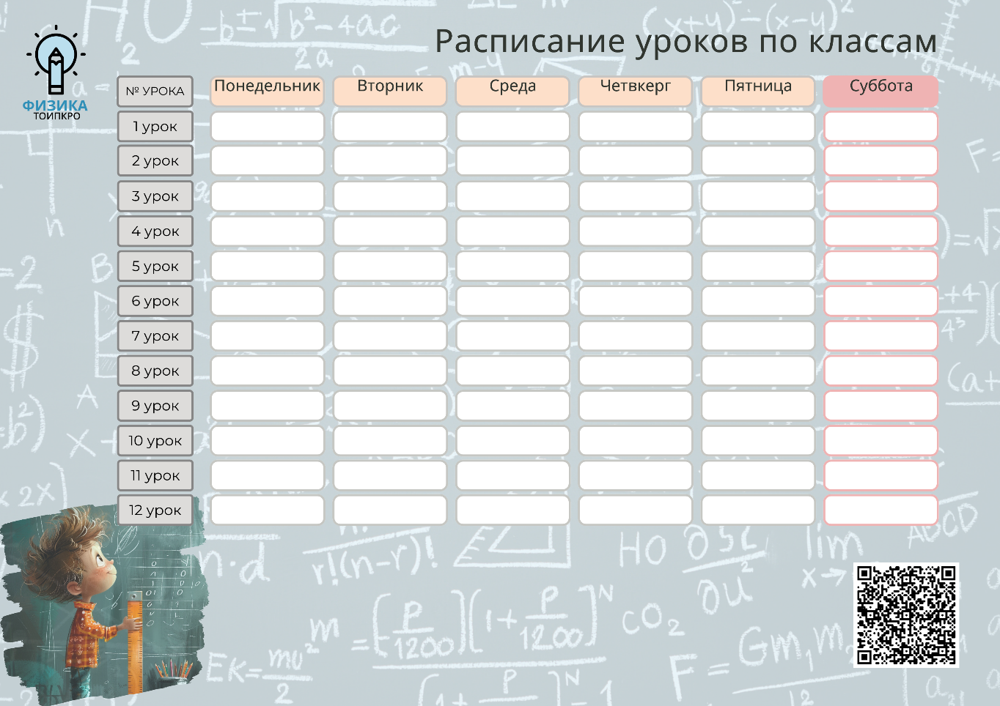 Расписание уроков по классам
ФИЗИКА
ТОИПКРО
№ УРОКА Понедельник Вторник Среда Четвкерг Пятница Суббота
1 урок
2 урок
3 урок
4 урок
5 урок
6 урок
7 урок
8 урок
9 урок
10 урок
11 урок
12 урок